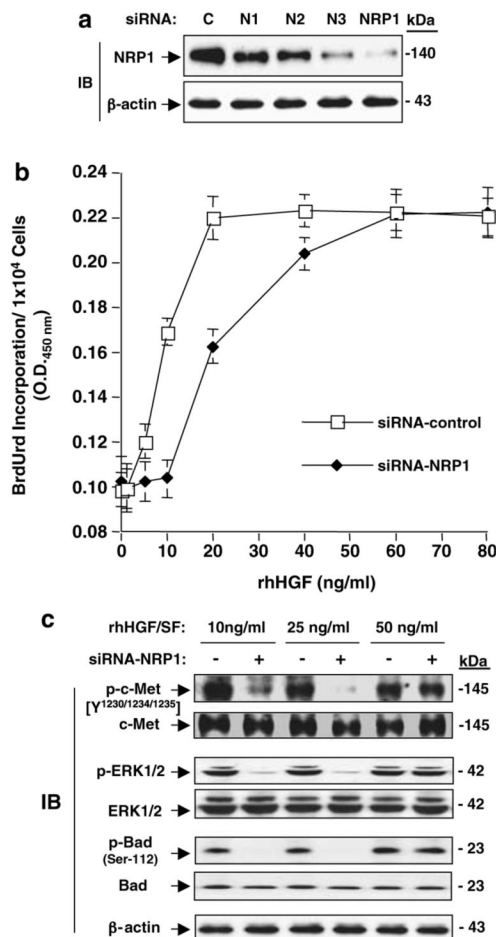 a
siRNA: C N1 N2 N3 NRP1 kDa
NRP1 -140
IB
β-actin - 43
b
0.24
0.22
0.20
0.18
0.16
0.14
0.12
0.10
0.08
BrdUrd Incorporation/ 1x10⁴ Cells
(O.D.450 nm)
siRNA-control
siRNA-NRP1
0 10 20 30 40 50 60 70 80
rhHGF (ng/ml)
c
rhHGF/SF: 10ng/ml 25 ng/ml 50 ng/ml
siRNA-NRP1: - + - + - + kDa
p-c-Met -145
[Y1230/1234/1235]
c-Met -145
p-ERK1/2 - 42
IB
ERK1/2 - 42
p-Bad - 23
(Ser-112)
Bad - 23
β-actin - 43